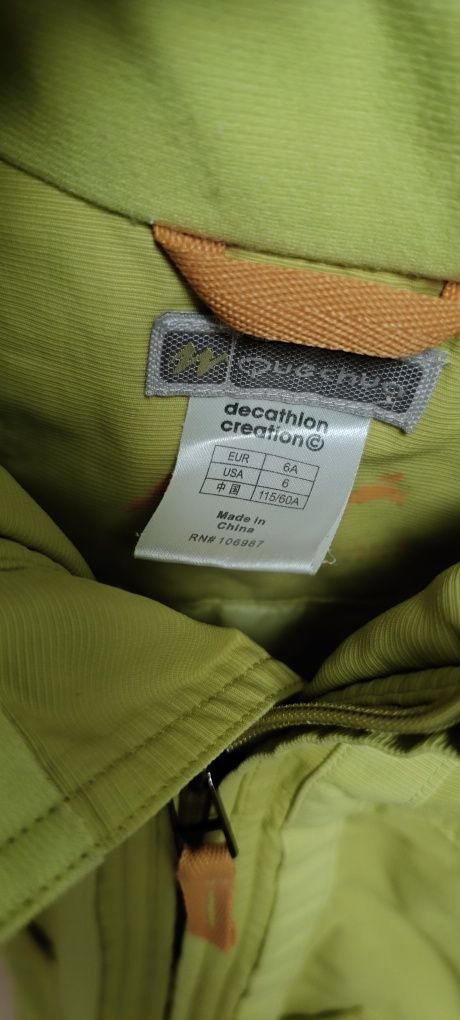 Quechua
decathlon
creation©
EUR 6A
USA 6
中国 115/60A
Made in
China
RN# 106987